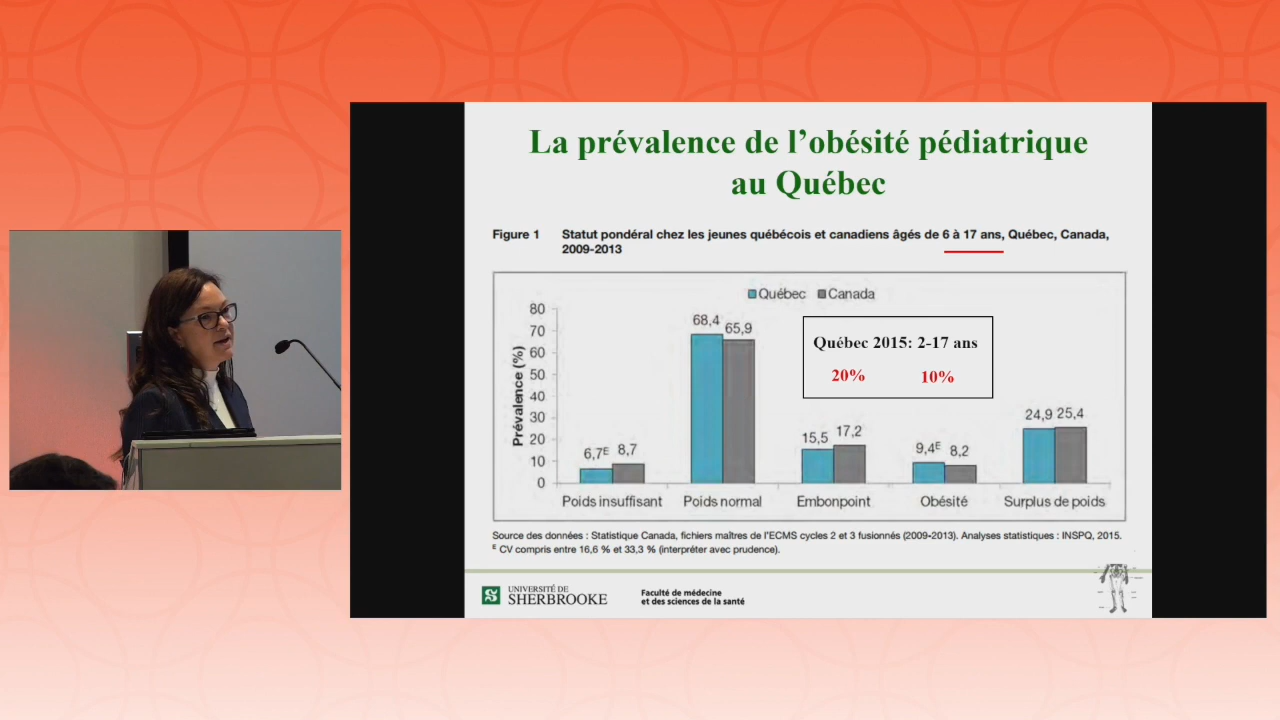 La prévalence de l’obésité pédiatrique
au Québec
Figure 1 Statut pondéral chez les jeunes québécois et canadiens âgés de 6 à 17 ans, Québec, Canada,
2009-2013
Québec Canada
Prévalence (%)
80
70
60
50
40
30
20
10
0
6,7E 8,7
68,4 65,9
15,5 17,2
9,4E 8,2
24,9 25,4
Québec 2015: 2-17 ans
20% 10%
Poids insuffisant Poids normal Embonpoint Obésité Surplus de poids
Source des données : Statistique Canada, fichiers maîtres de l’ECMS cycles 2 et 3 fusionnés (2009-2013). Analyses statistiques : INSPQ, 2015.
E CV compris entre 16,6 % et 33,3 % (interpréter avec prudence).
UNIVERSITÉ DE
SHERBROOKE
Faculté de médecine
et des sciences de la santé